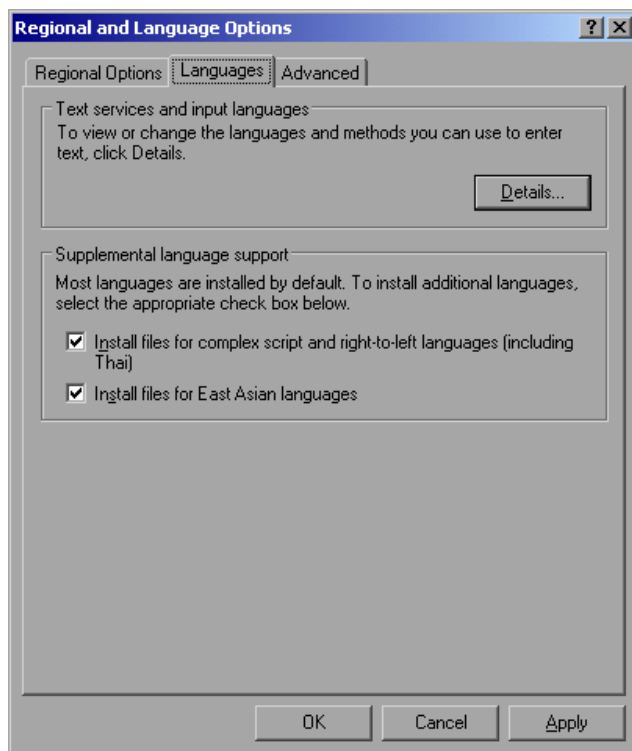 Regional and Language Options
Regional Options
Languages
Advanced
Text services and input languages
To view or change the languages and methods you can use to enter
text, click Details.
Details...
Supplemental language support
Most languages are installed by default. To install additional languages,
select the appropriate check box below.
Install files for complex script and right-to-left languages (including
Thai)
Install files for East Asian languages
OK
Cancel
Apply